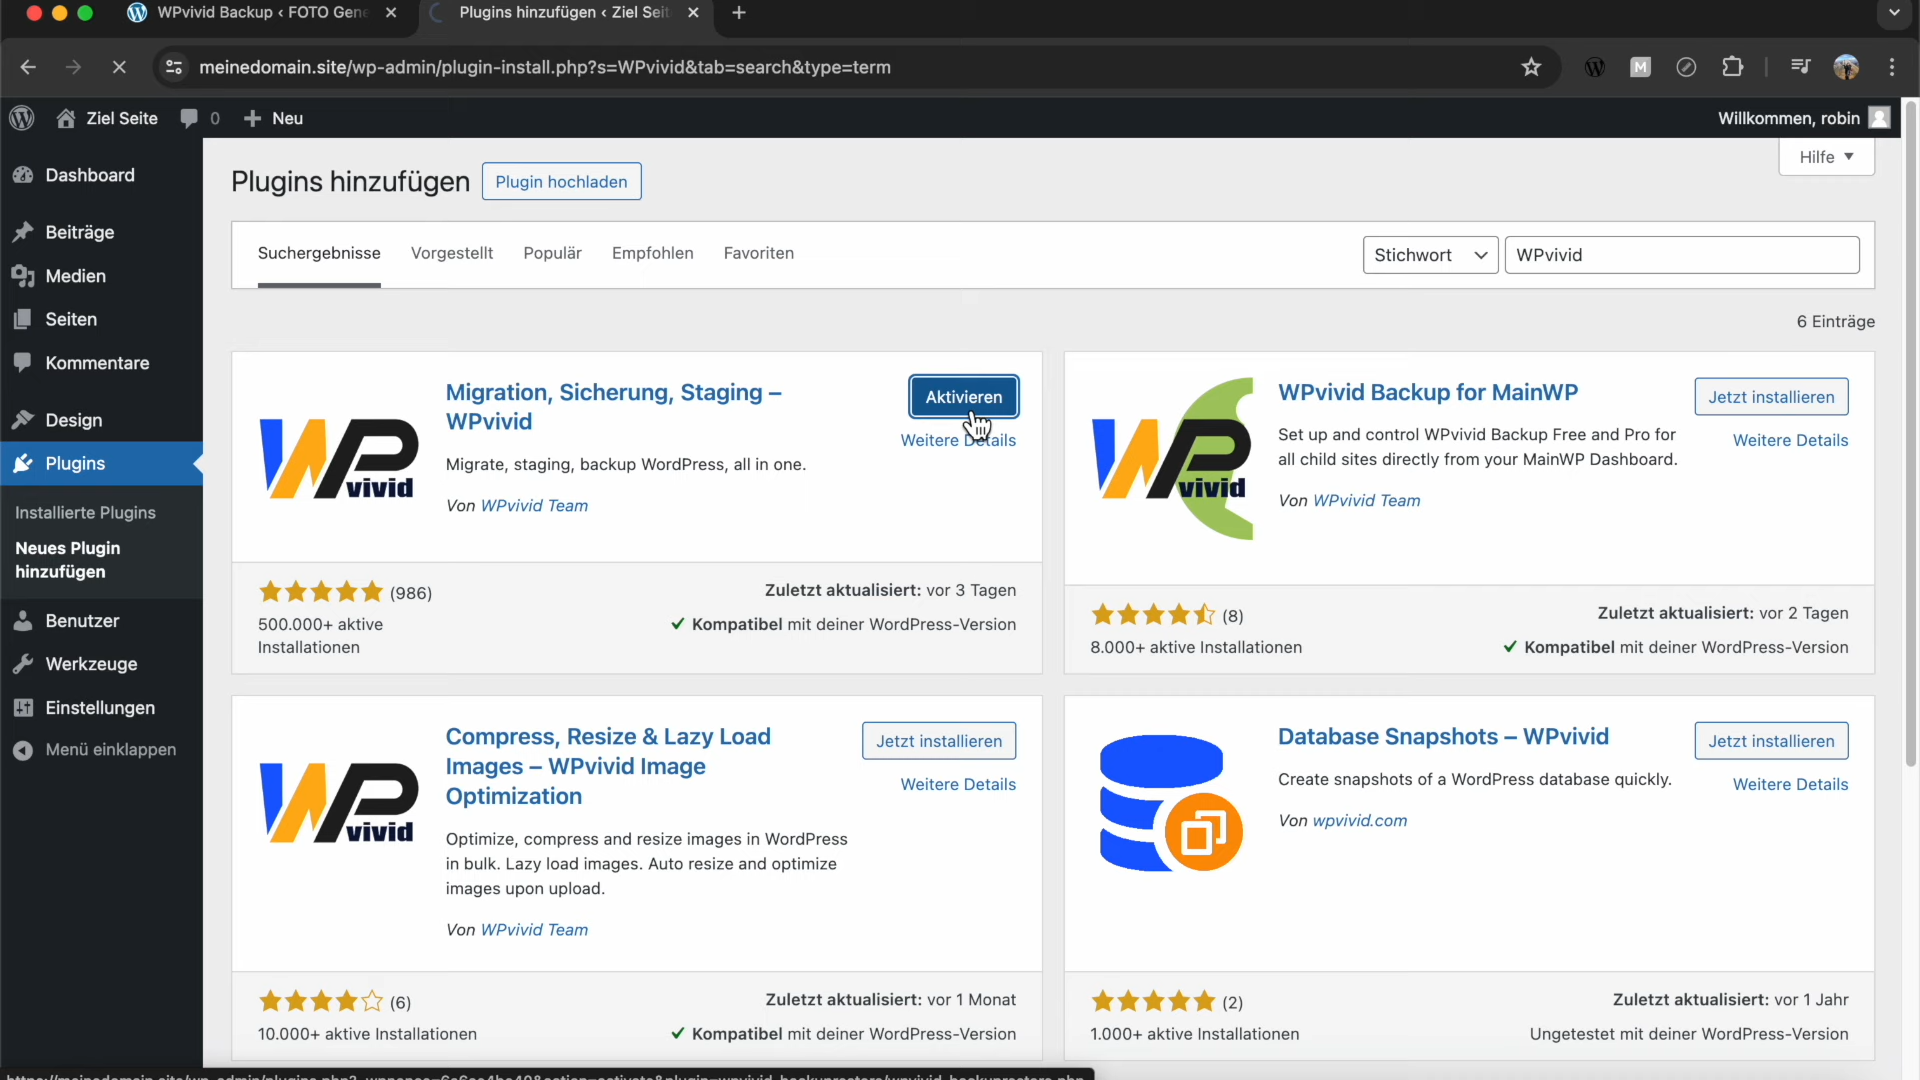 WPvivid Backup ‹ FOTO Gene
Plugins hinzufügen ‹ Ziel Seit
meinedomain.site/wp-admin/plugin-install.php?s=WPvivid&tab=search&type=term
M
Ziel Seite
0
Neu
Willkommen, robin
Hilfe
Dashboard
Beiträge
Medien
Seiten
Kommentare
Design
Plugins
Installierte Plugins
Neues Plugin
hinzufügen
Benutzer
Werkzeuge
Einstellungen
Menü einklappen
Plugins hinzufügen
Plugin hochladen
Suchergebnisse
Vorgestellt
Populär
Empfohlen
Favoriten
Stichwort
WPvivid
6 Einträge
WP
vivid
Migration, Sicherung, Staging –
WPvivid
Aktivieren
Weitere Details
Migrate, staging, backup WordPress, all in one.
Von WPvivid Team
(986)
500.000+ aktive
Installationen
Zuletzt aktualisiert: vor 3 Tagen
Kompatibel mit deiner WordPress-Version
WP
vivid
WPvivid Backup for MainWP
Jetzt installieren
Weitere Details
Set up and control WPvivid Backup Free and Pro for
all child sites directly from your MainWP Dashboard.
Von WPvivid Team
(8)
8.000+ aktive Installationen
Zuletzt aktualisiert: vor 2 Tagen
Kompatibel mit deiner WordPress-Version
WP
vivid
Compress, Resize & Lazy Load
Images – WPvivid Image
Optimization
Jetzt installieren
Weitere Details
Optimize, compress and resize images in WordPress
in bulk. Lazy load images. Auto resize and optimize
images upon upload.
Von WPvivid Team
(6)
10.000+ aktive Installationen
Zuletzt aktualisiert: vor 1 Monat
Kompatibel mit deiner WordPress-Version
Database Snapshots – WPvivid
Jetzt installieren
Weitere Details
Create snapshots of a WordPress database quickly.
Von wpvivid.com
(2)
1.000+ aktive Installationen
Zuletzt aktualisiert: vor 1 Jahr
Ungetestet mit deiner WordPress-Version